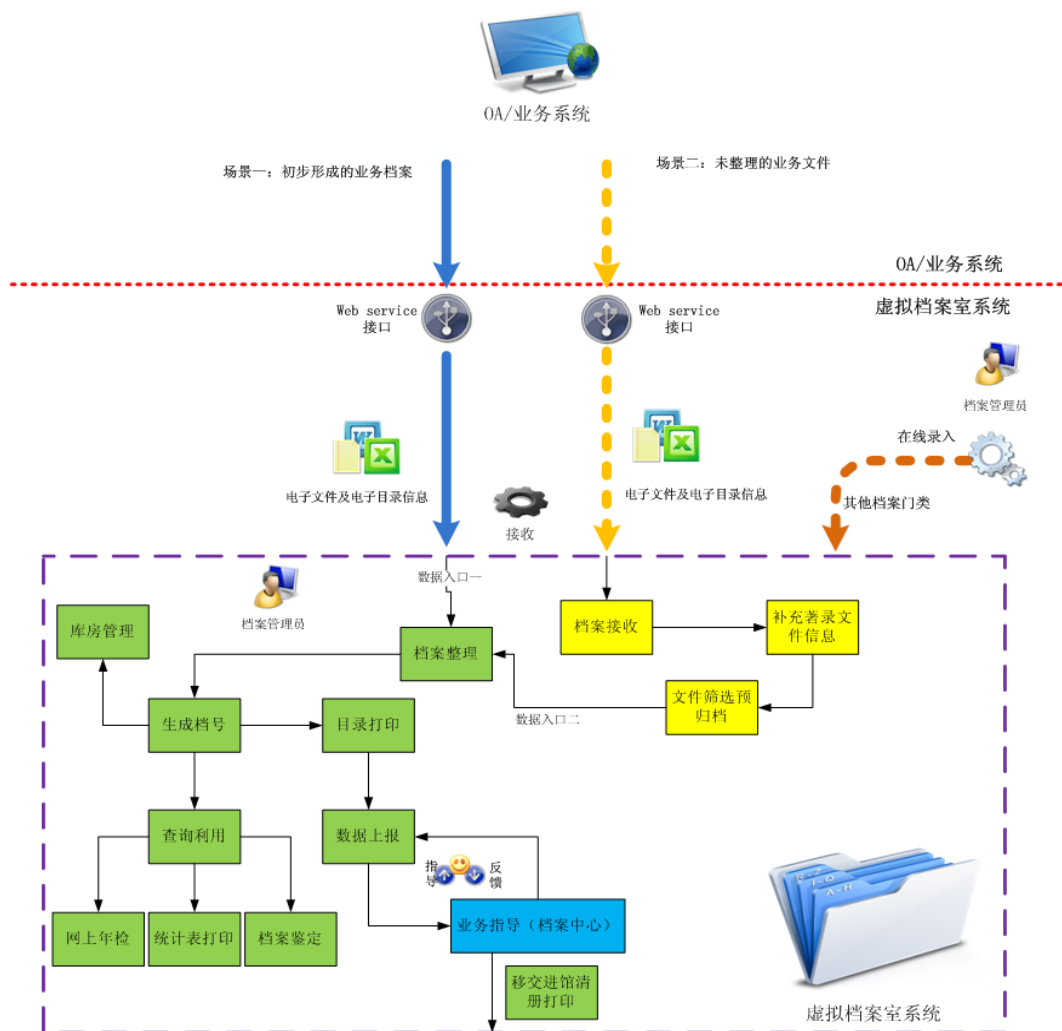 OA/业务系统
场景一: 初步形成的业务档案
场景二: 未整理的业务文件
OA/业务系统
虚拟档案室系统
Web service
接口
Web service
接口
档案管理员
在线录入
其他档案门类
电子文件及电子目录信息
电子文件及电子目录信息
接收
数据入口一
档案管理员
库房管理
档案整理
档案接收
补充著录文
件信息
文件筛选预
归档
数据入口二
生成档号
目录打印
查询利用
数据上报
指
导
反
馈
网上年检
统计表打印
档案鉴定
业务指导（档案中心）
移交进馆清
册打印
R-Z
I-Q
A-H
虚拟档案室系统